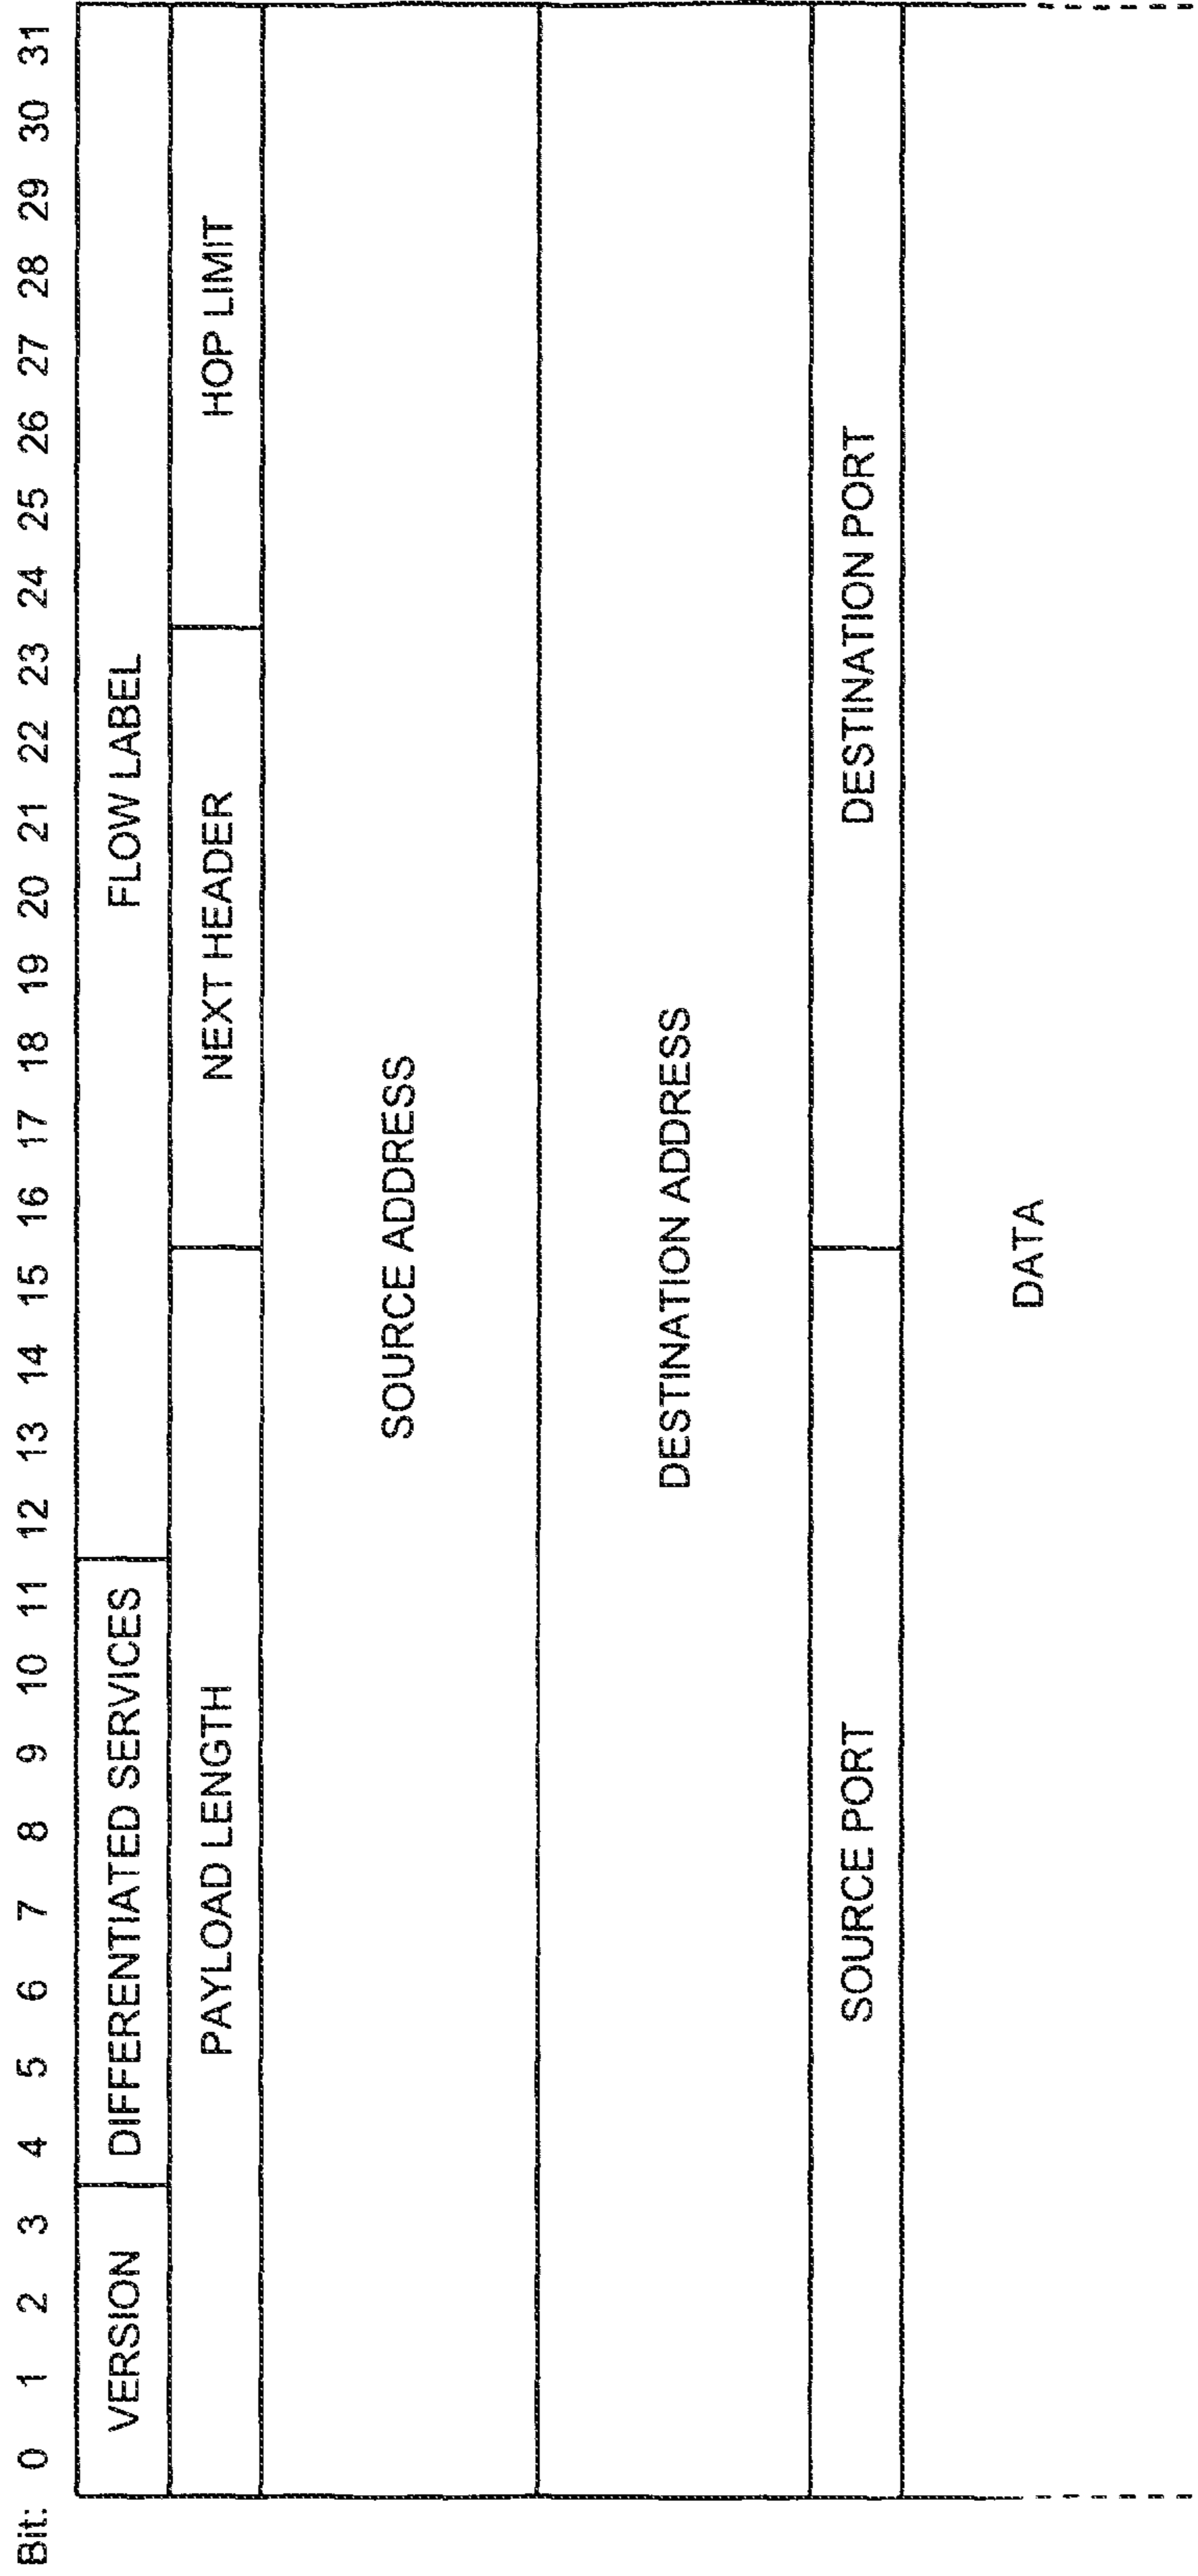 Bit: 0 1 2 3 4 5 6 7 8 9 10 11 12 13 14 15 16 17 18 19 20 21 22 23 24 25 26 27 28 29 30 31
VERSION DIFFERENTIATED SERVICES FLOW LABEL
PAYLOAD LENGTH NEXT HEADER HOP LIMIT
SOURCE ADDRESS
DESTINATION ADDRESS
SOURCE PORT DESTINATION PORT
DATA